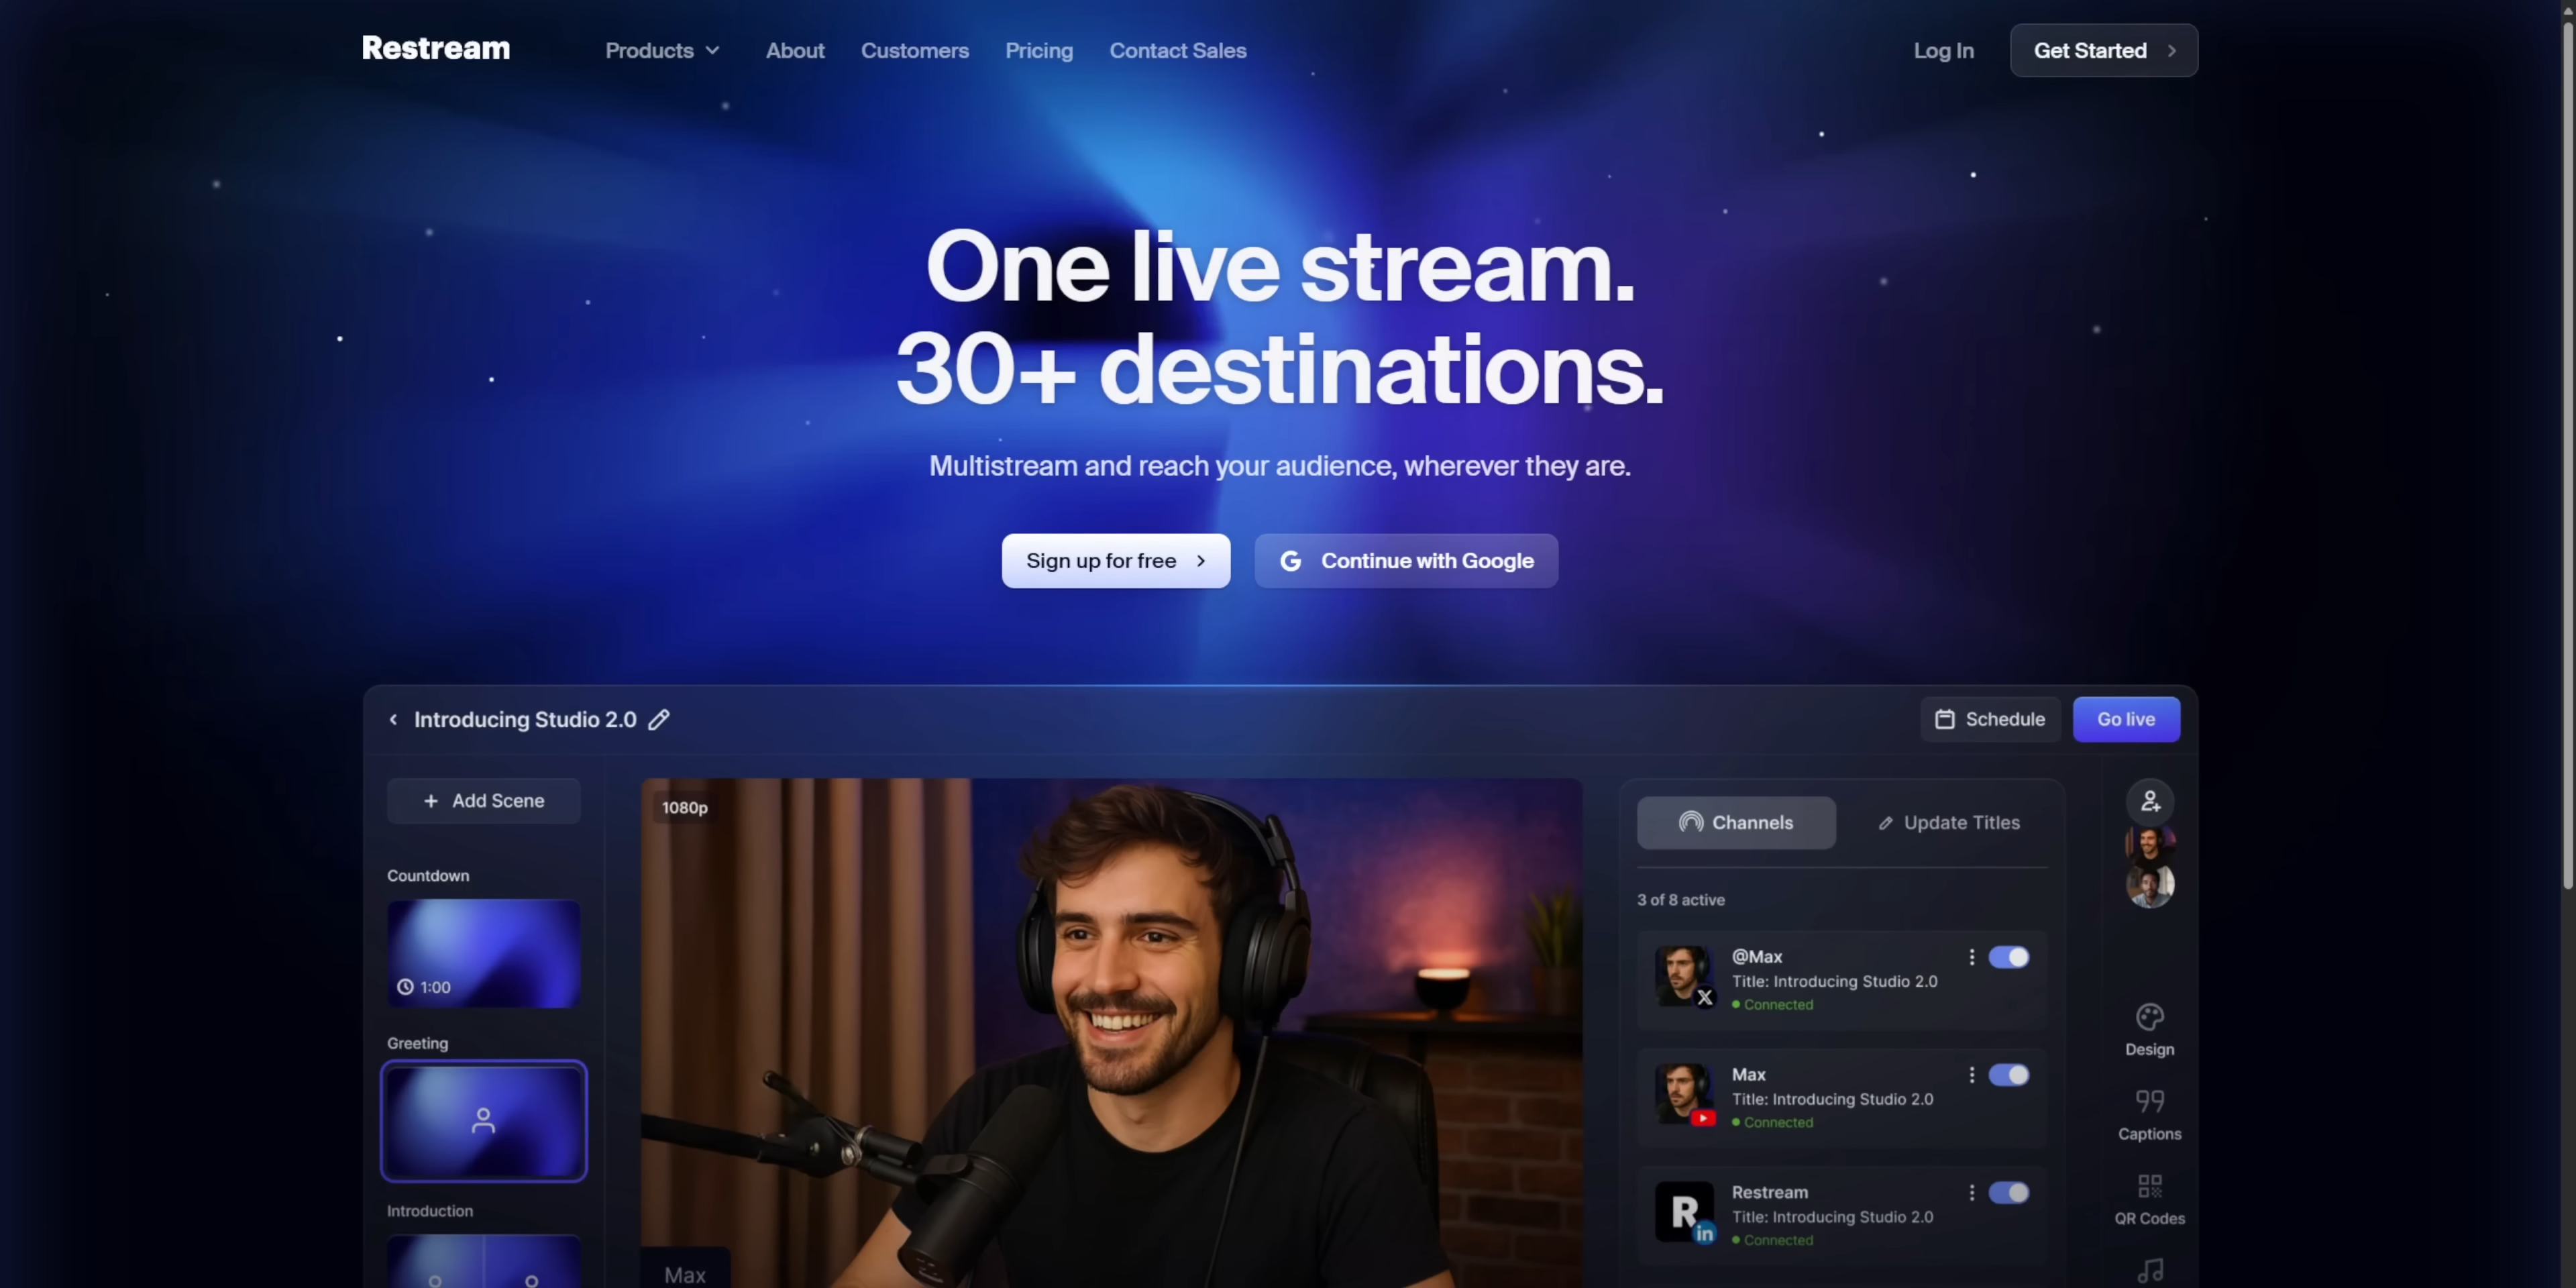 Restream
Products
About
Customers
Pricing
Contact Sales
Log In
Get Started
One live stream.
30+ destinations.
Multistream and reach your audience, wherever they are.
Sign up for free
Continue with Google
Introducing Studio 2.0
Schedule
Go live
+ Add Scene
Countdown
1:00
Greeting
Introduction
1080p
Max
Channels
Update Titles
3 of 8 active
@Max
Title: Introducing Studio 2.0
Connected
Max
Title: Introducing Studio 2.0
Connected
R
in
Restream
Title: Introducing Studio 2.0
Connected
Design
Captions
QR Codes